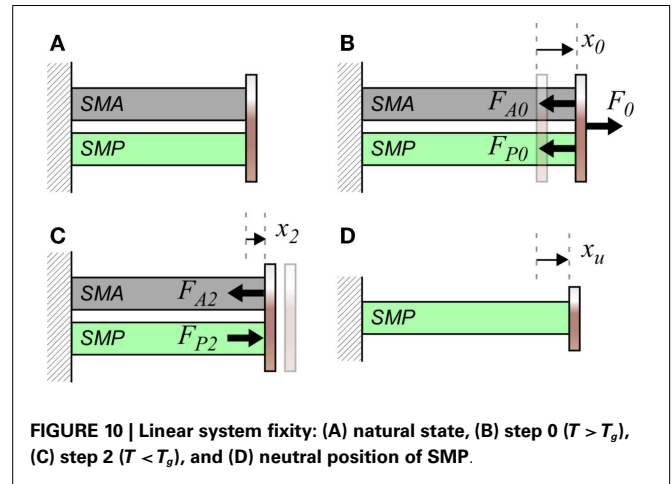 A
SMA
SMP
B
x0
SMA
FA0
F0
SMP
FP0
C
x2
SMA
FA2
SMP
FP2
D
xu
SMP
FIGURE 10 | Linear system fixity: (A) natural state, (B) step 0 (T > Tg),
(C) step 2 (T < Tg), and (D) neutral position of SMP.